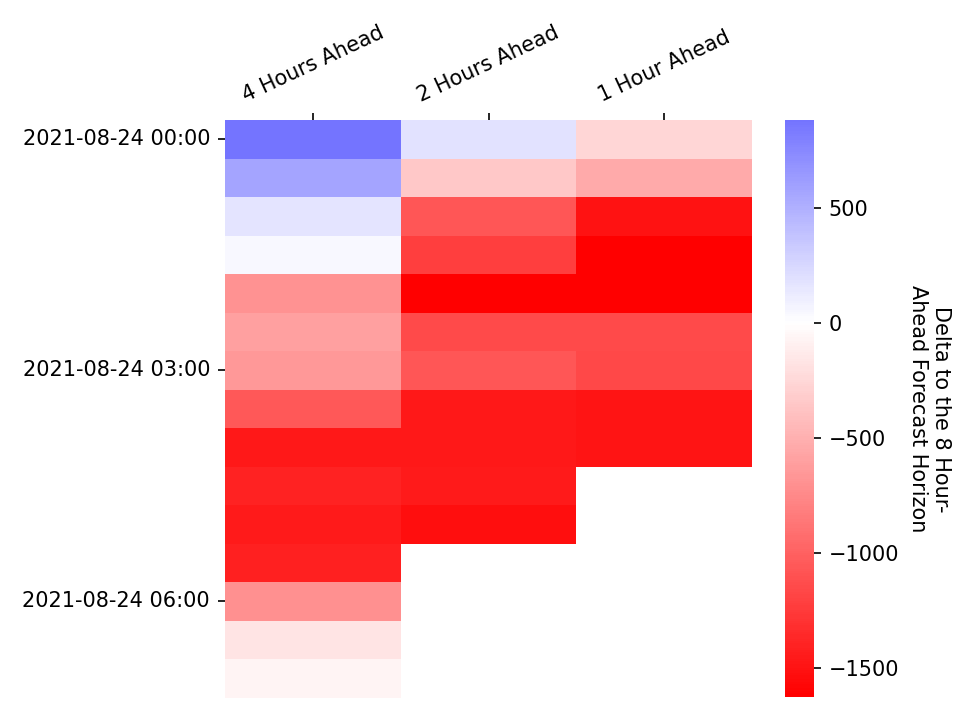 4 Hours Ahead
2 Hours Ahead
1 Hour Ahead
2021-08-24 00:00
2021-08-24 03:00
2021-08-24 06:00
500
0
−500
−1000
−1500
Delta to the 8 Hour-
Ahead Forecast Horizon